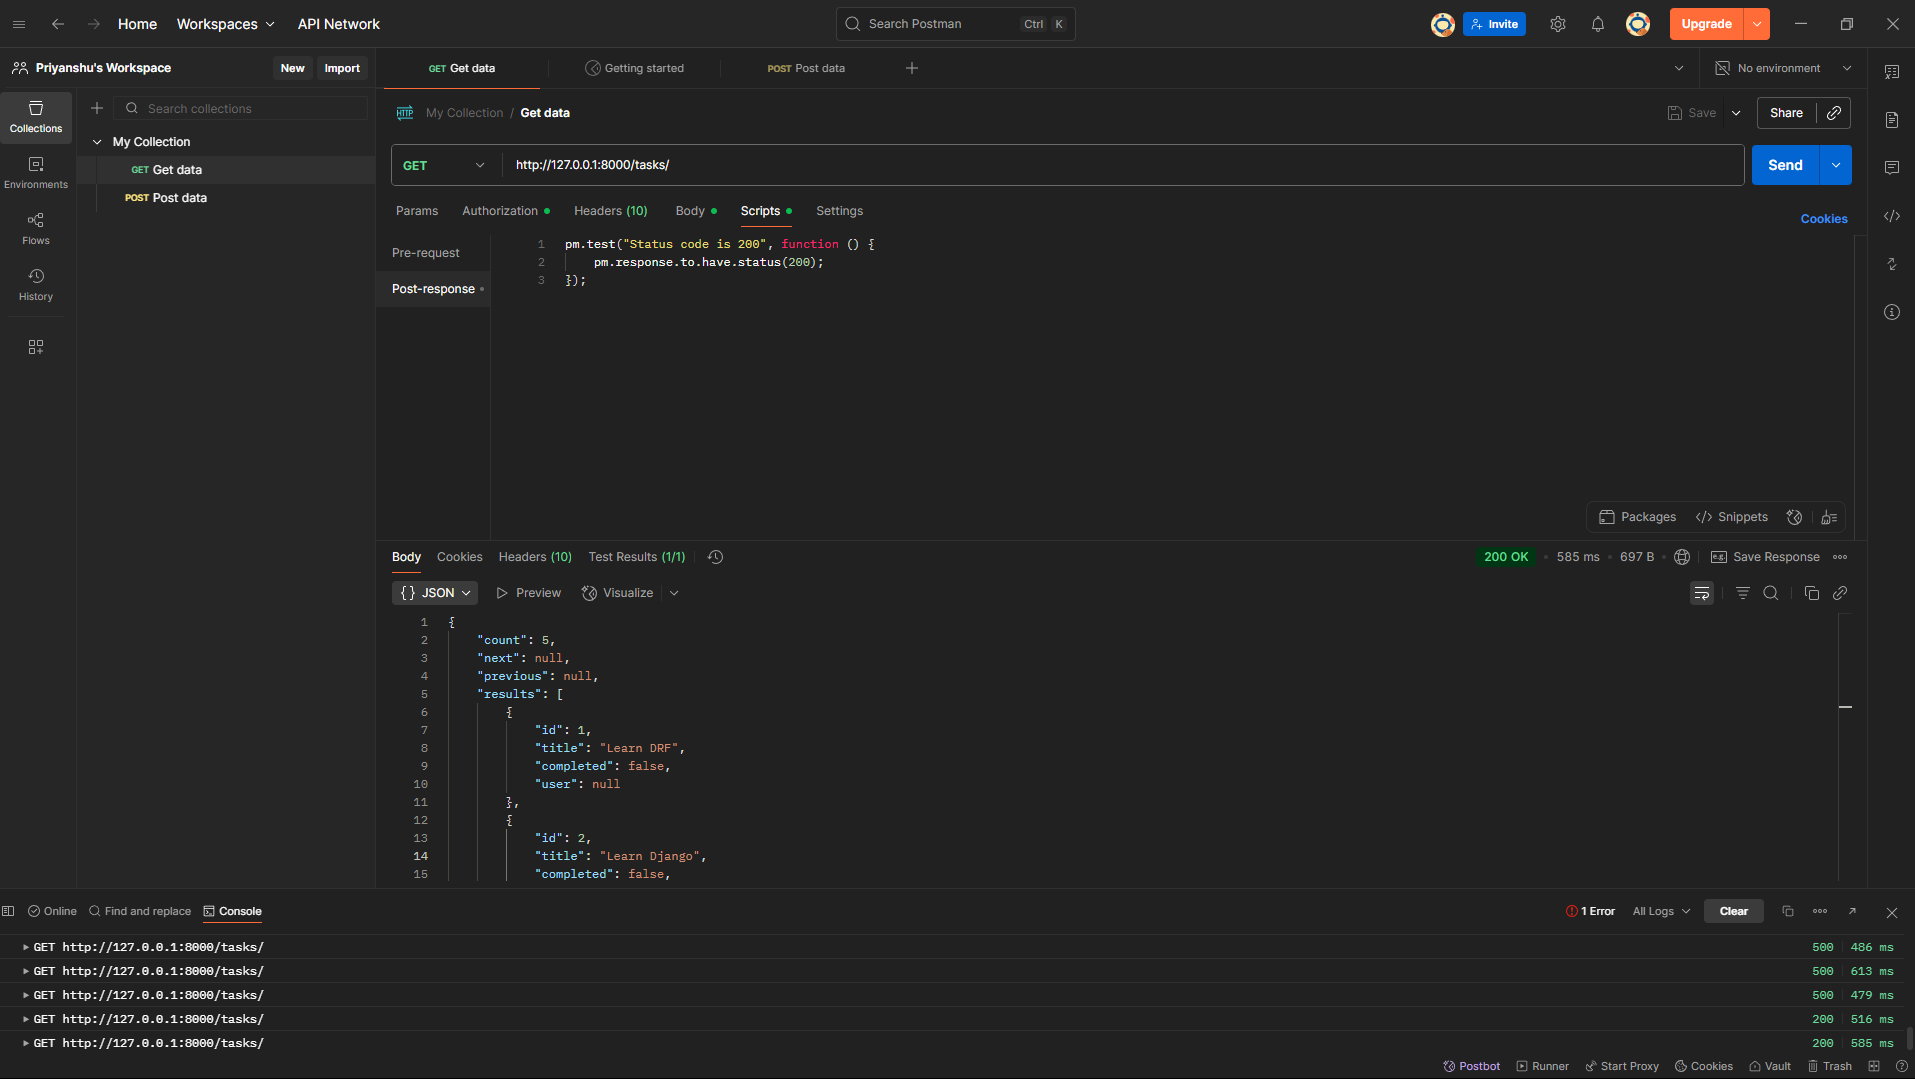 Home Workspaces API Network Search Postman Ctrl K Invite Upgrade
Priyanshu's Workspace New Import GET Get data Getting started POST Post data No environment
Search collections
Collections
My Collection
GET Get data
POST Post data
Environments
Flows
History
My Collection / Get data Save Share
GET http://127.0.0.1:8000/tasks/ Send
Params Authorization Headers (10) Body Scripts Settings Cookies
Pre-request
Post-response
1 pm.test("Status code is 200", function () {
2 pm.response.to.have.status(200);
3 });
Packages </> Snippets
Body Cookies Headers (10) Test Results (1/1) 200 OK 585 ms 697 B Save Response
{} JSON Preview Visualize
1 {
2 "count": 5,
3 "next": null,
4 "previous": null,
5 "results": [
6 {
7 "id": 1,
8 "title": "Learn DRF",
9 "completed": false,
10 "user": null
11 },
12 {
13 "id": 2,
14 "title": "Learn Django",
15 "completed": false,
Online Find and replace Console 1 Error All Logs Clear
GET http://127.0.0.1:8000/tasks/ 500 486 ms
GET http://127.0.0.1:8000/tasks/ 500 613 ms
GET http://127.0.0.1:8000/tasks/ 500 479 ms
GET http://127.0.0.1:8000/tasks/ 200 516 ms
GET http://127.0.0.1:8000/tasks/ 200 585 ms
Postbot Runner Start Proxy Cookies Vault Trash